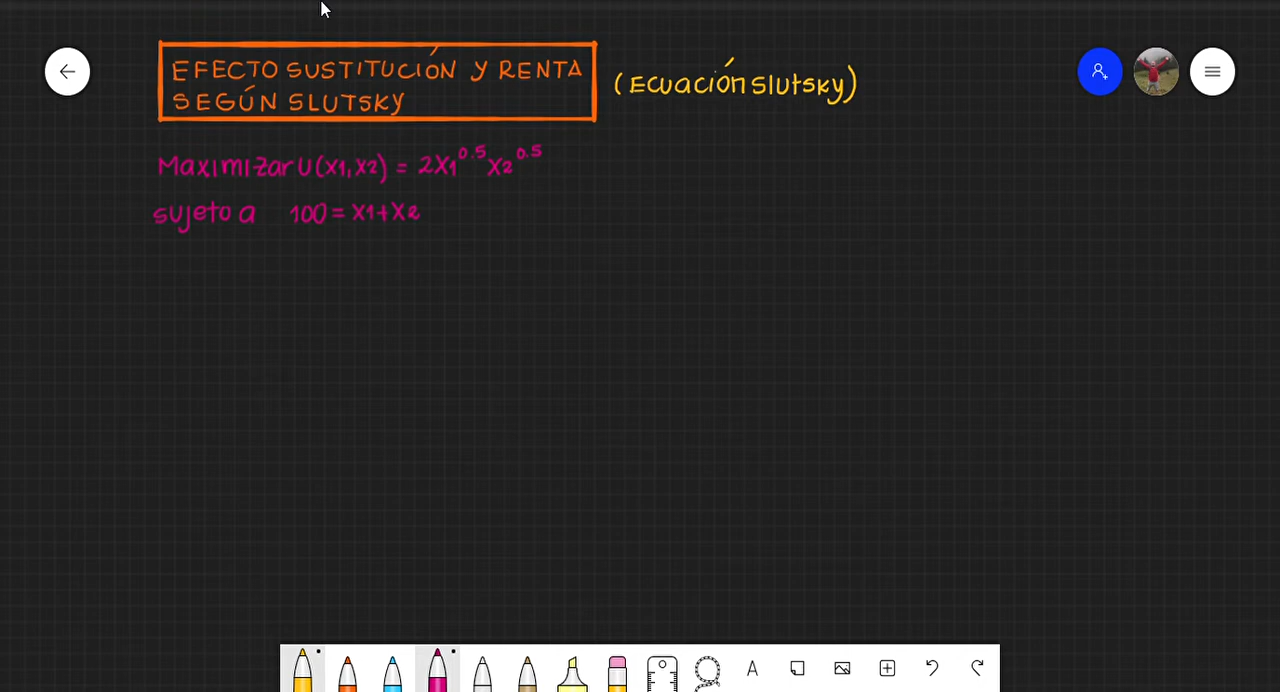 EFECTO SUSTITUCIÓN Y RENTA
SEGÚN SLUTSKY
(Ecuación Slutsky)
Maximizar U(x1,x2) = 2x1^0.5 x2^0.5
sujeto a 100 = x1+x2
A